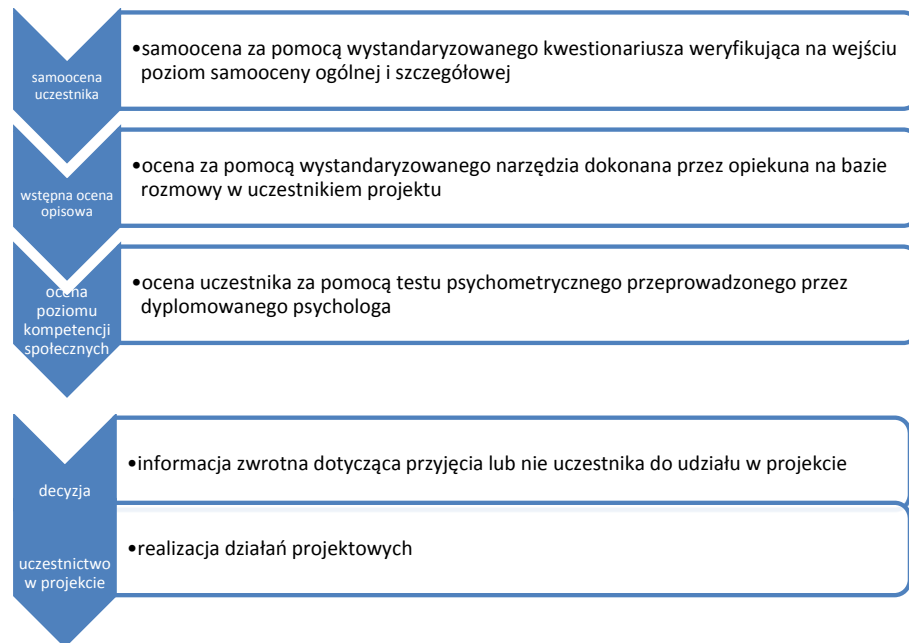 samoocena
uczestnika
•samoocena za pomocą wystandaryzowanego kwestionariusza weryfikująca na wejściu
poziom samooceny ogólnej i szczegółowej
wstępna ocena
opisowa
•ocena za pomocą wystandaryzowanego narzędzia dokonana przez opiekuna na bazie
rozmowy w uczestnikiem projektu
ocena
poziomu
kompetencji
społecznych
•ocena uczestnika za pomocą testu psychometrycznego przeprowadzonego przez
dyplomowanego psychologa
decyzja
•informacja zwrotna dotycząca przyjęcia lub nie uczestnika do udziału w projekcie
uczestnictwo
w projekcie
•realizacja działań projektowych